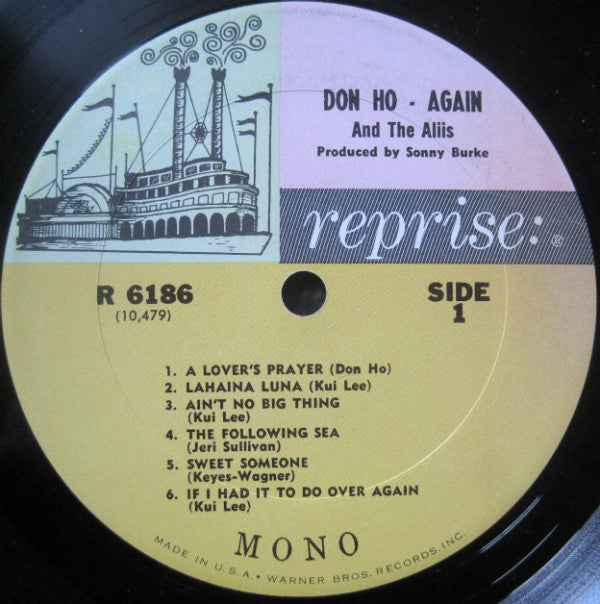 DON HO - AGAIN
And The Aliis
Produced by Sonny Burke
reprise: ®
R 6186
(10,479)
SIDE
1
1. A LOVER'S PRAYER (Don Ho)
2. LAHAINA LUNA (Kui Lee)
3. AIN'T NO BIG THING
(Kui Lee)
4. THE FOLLOWING SEA
(Jeri Sullivan)
5. SWEET SOMEONE
(Keyes-Wagner)
6. IF I HAD IT TO DO OVER AGAIN
(Kui Lee)
MONO
MADE IN U.S.A. • WARNER BROS. RECORDS, INC.